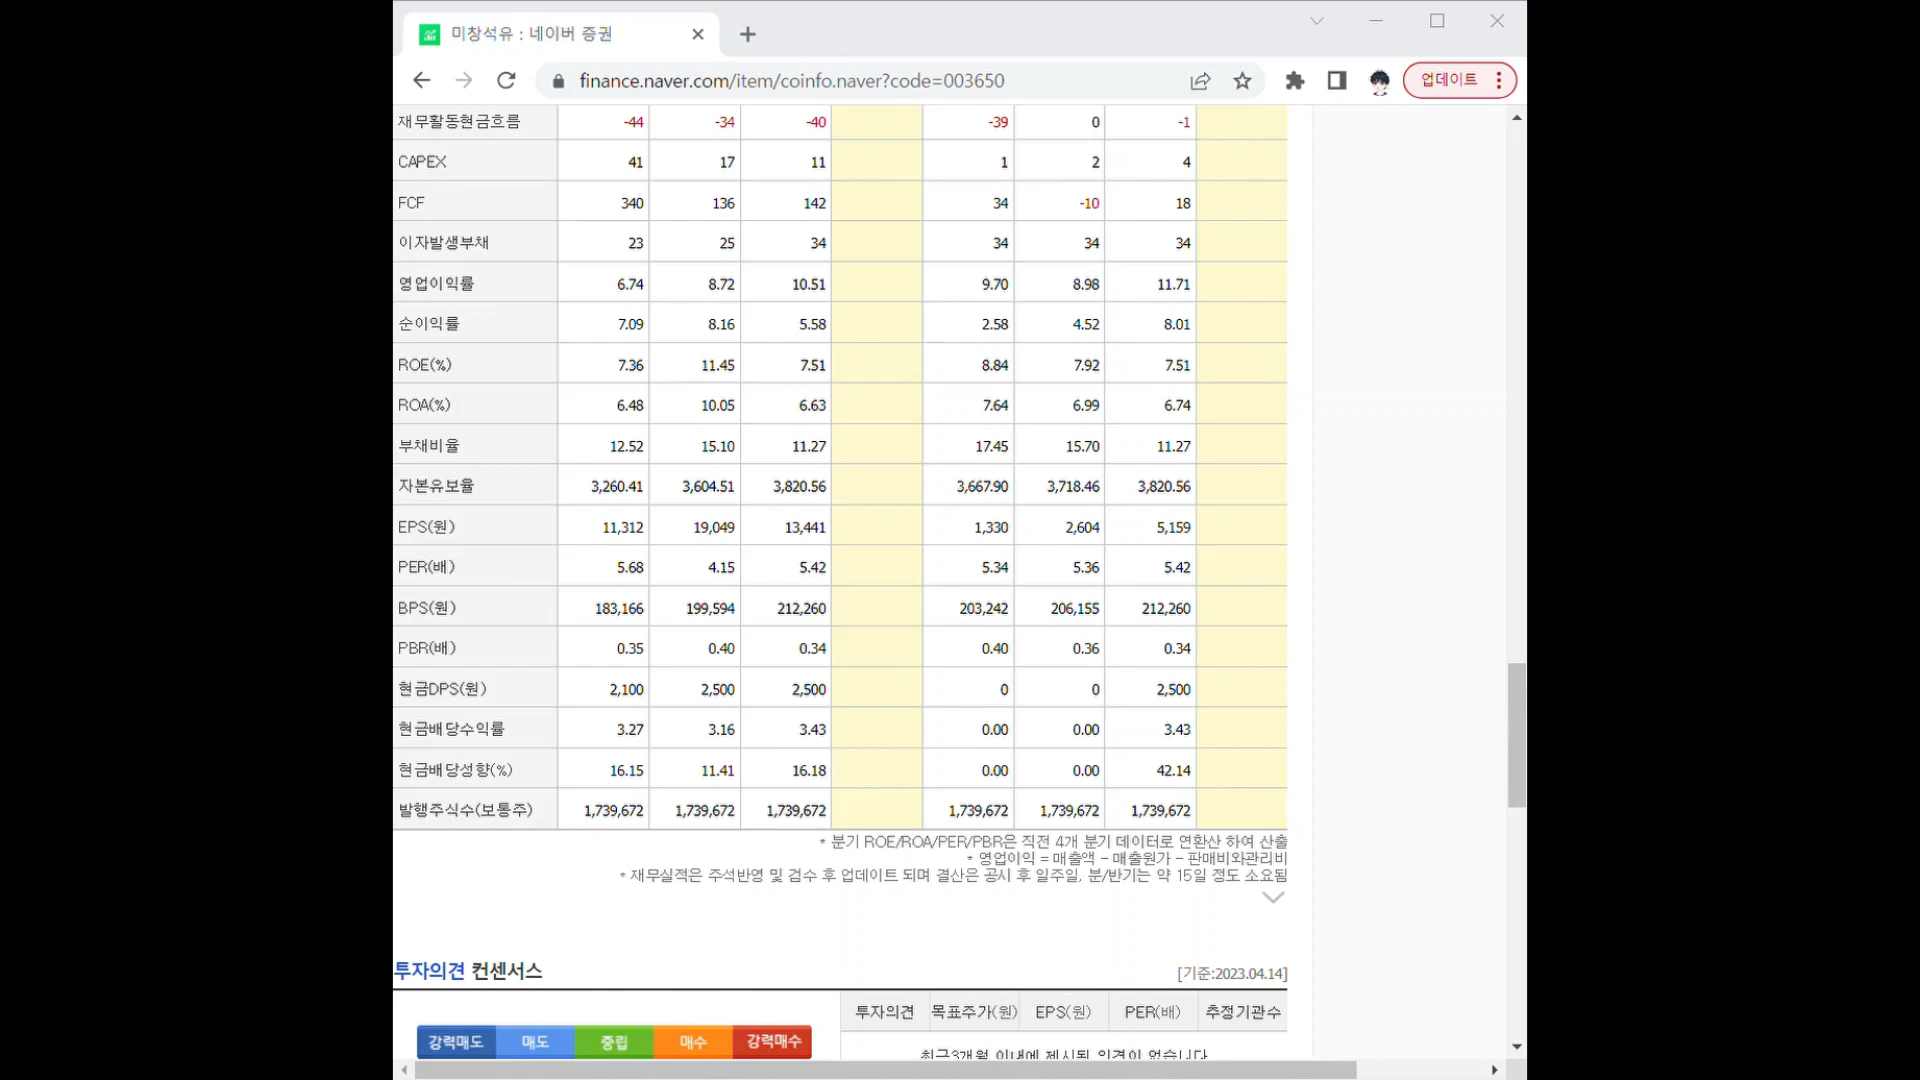 미창석유 : 네이버 증권
finance.naver.com/item/coinfo.naver?code=003650
업데이트
재무활동현금흐름 -44 -34 -40 -39 0 -1
CAPEX 41 17 11 1 2 4
FCF 340 136 142 34 -10 18
이자발생부채 23 25 34 34 34 34
영업이익률 6.74 8.72 10.51 9.70 8.98 11.71
순이익률 7.09 8.16 5.58 2.58 4.52 8.01
ROE(%) 7.36 11.45 7.51 8.84 7.92 7.51
ROA(%) 6.48 10.05 6.63 7.64 6.99 6.74
부채비율 12.52 15.10 11.27 17.45 15.70 11.27
자본유보율 3,260.41 3,604.51 3,820.56 3,667.90 3,718.46 3,820.56
EPS(원) 11,312 19,049 13,441 1,330 2,604 5,159
PER(배) 5.68 4.15 5.42 5.34 5.36 5.42
BPS(원) 183,166 199,594 212,260 203,242 206,155 212,260
PBR(배) 0.35 0.40 0.34 0.40 0.36 0.34
현금DPS(원) 2,100 2,500 2,500 0 0 2,500
현금배당수익률 3.27 3.16 3.43 0.00 0.00 3.43
현금배당성향(%) 16.15 11.41 16.18 0.00 0.00 42.14
발행주식수(보통주) 1,739,672 1,739,672 1,739,672 1,739,672 1,739,672 1,739,672
* 분기 ROE/ROA/PER/PBR은 직전 4개 분기 데이터로 연환산 하여 산출
* 영업이익 = 매출액 - 매출원가 - 판매비와관리비
* 재무실적은 주석반영 및 검수 후 업데이트 되며 결산은 공시 후 일주일, 분/반기는 약 15일 정도 소요됨
투자의견 컨센서스 [기준:2023.04.14]
투자의견 목표주가(원) EPS(원) PER(배) 추정기관수
강력매도 매도 중립 매수 강력매수
최근3개월 이내에 제시된 의견이 없습니다